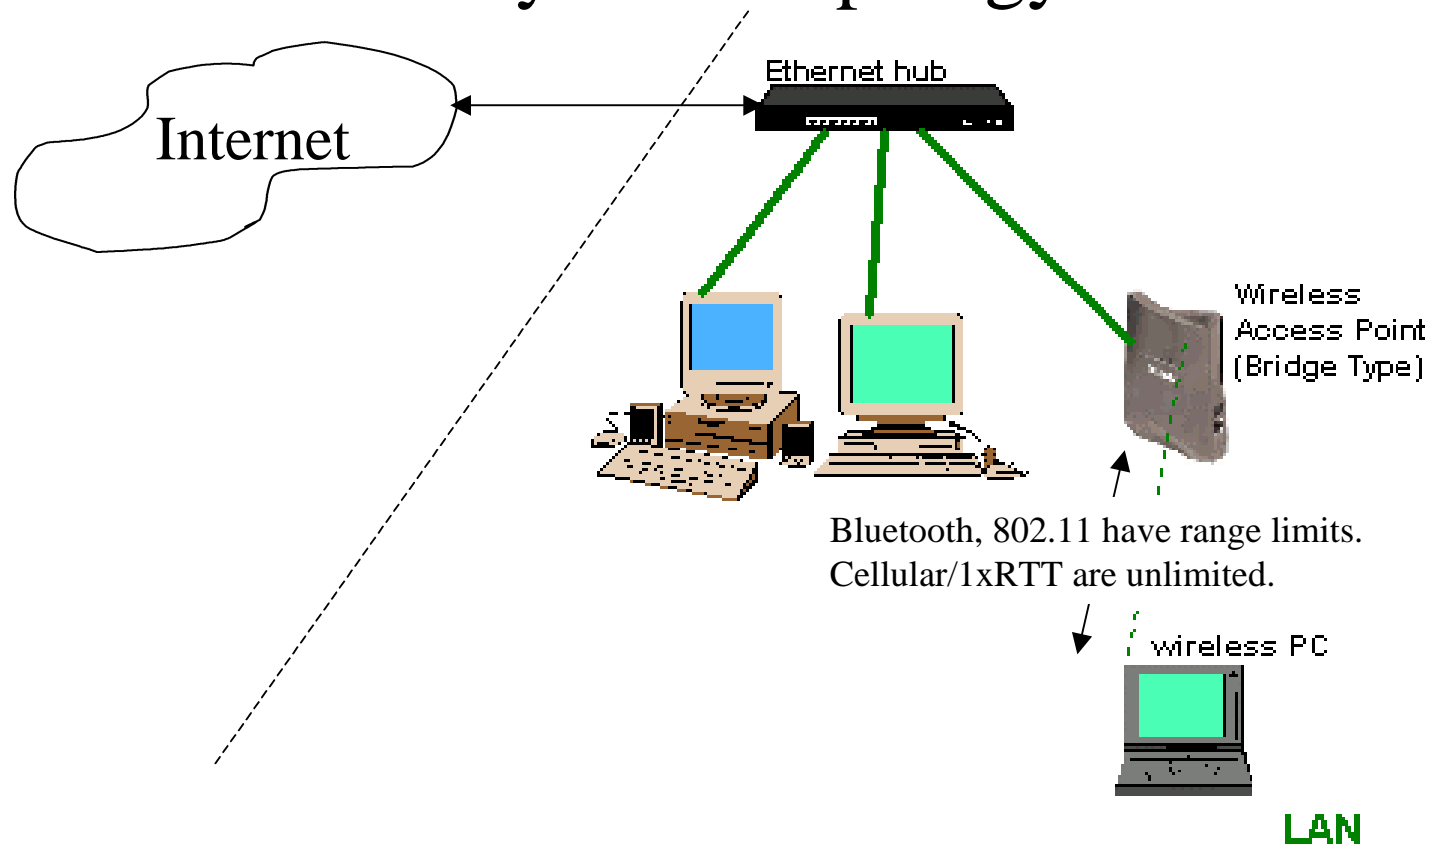 Ethernet hub
Internet
Wireless
Access Point
(Bridge Type)
Bluetooth, 802.11 have range limits.
Cellular/1xRTT are unlimited.
wireless PC
LAN